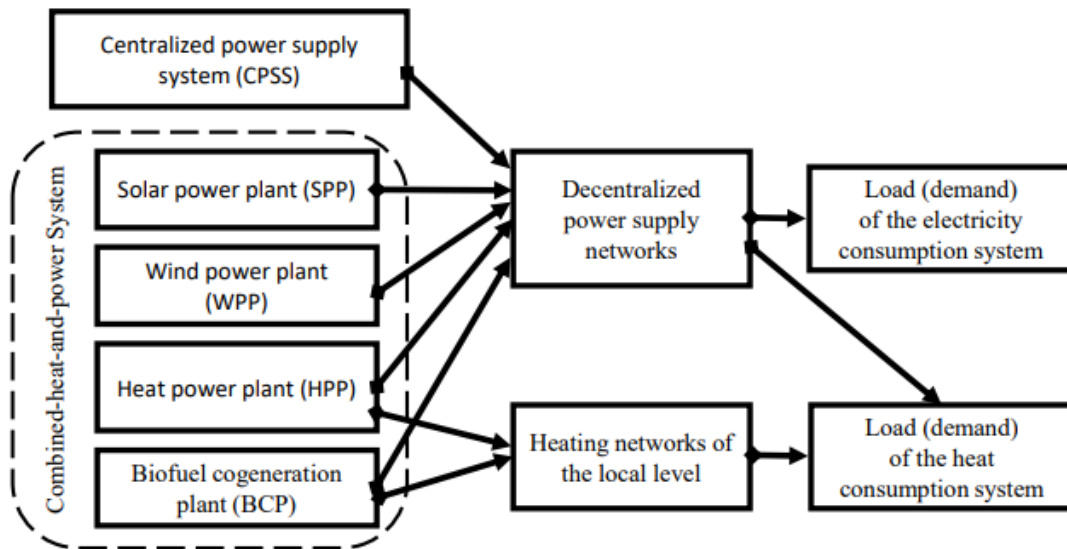 Centralized power supply
system (CPSS)
Combined-heat-and-power System
Solar power plant (SPP)
Wind power plant
(WPP)
Heat power plant (HPP)
Biofuel cogeneration
plant (BCP)
Decentralized
power supply
networks
Heating networks of
the local level
Load (demand)
of the electricity
consumption system
Load (demand)
of the heat
consumption system